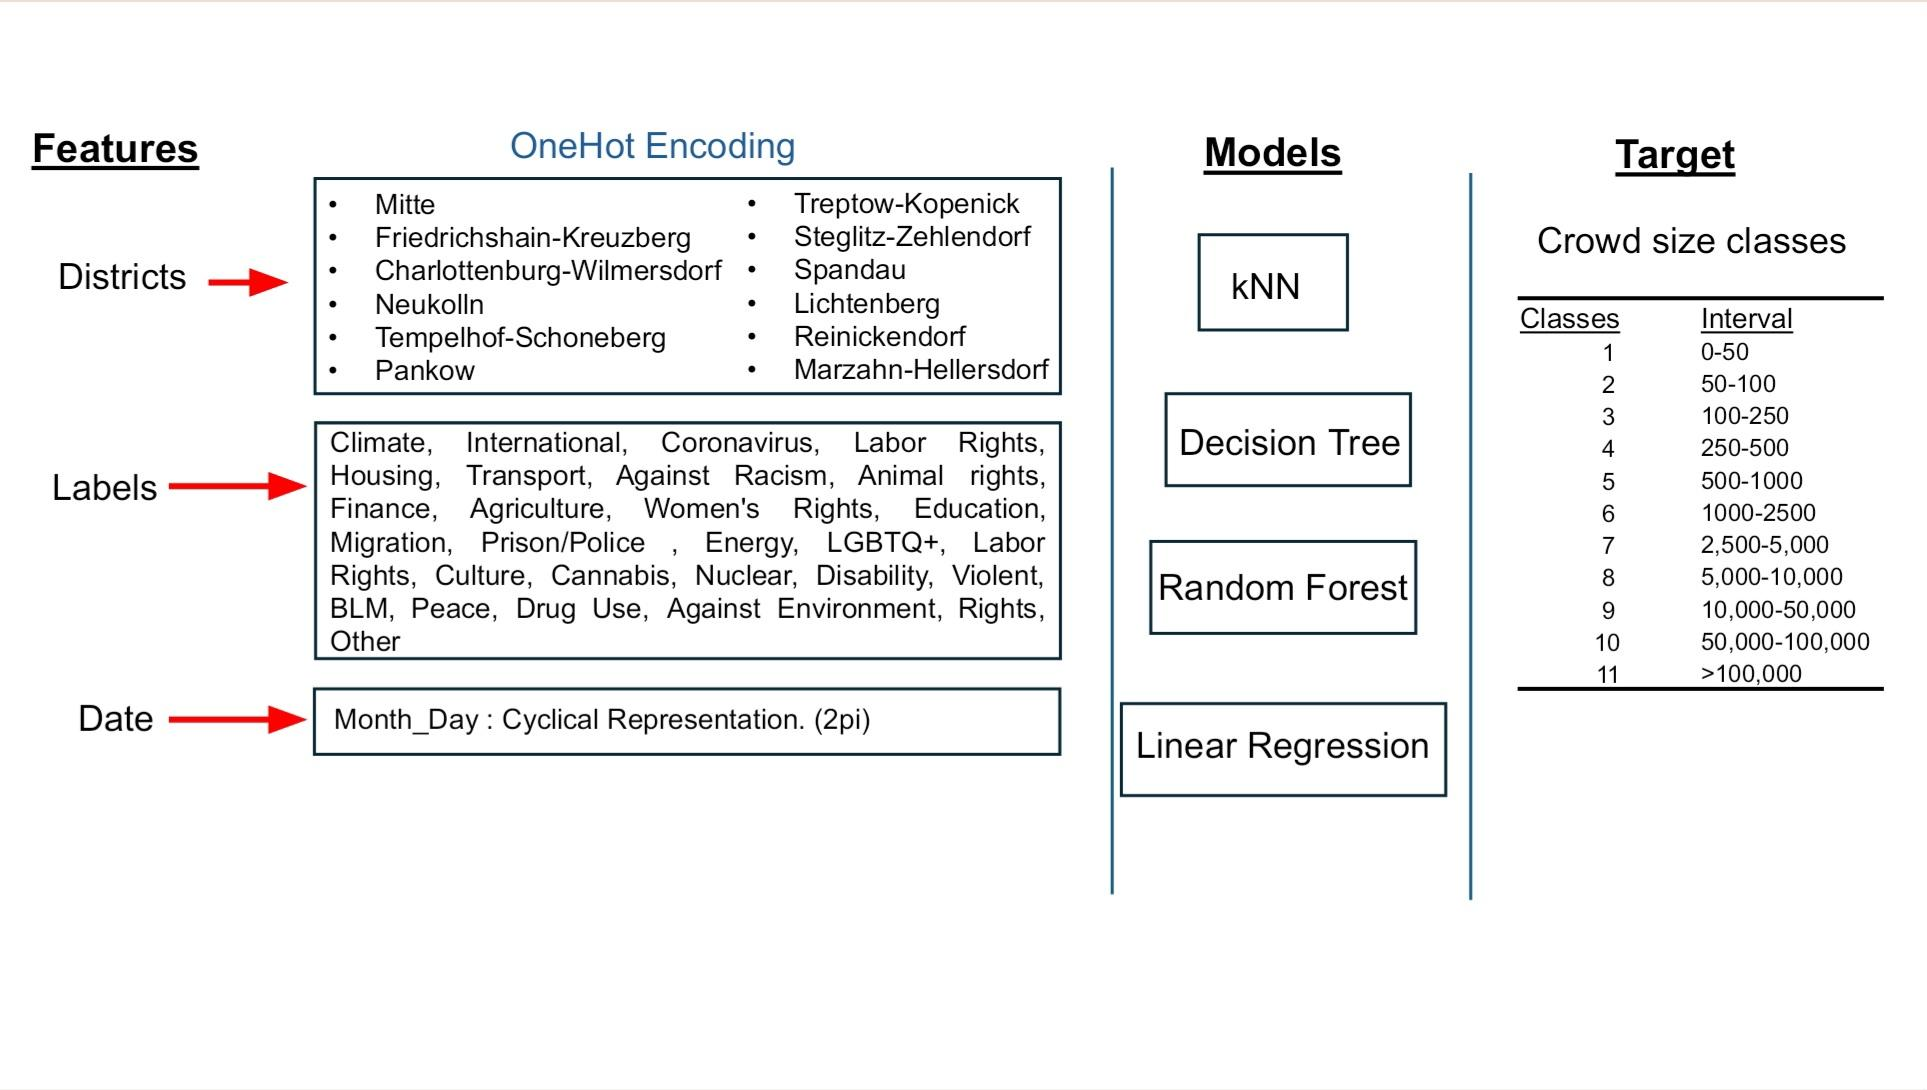 Features
OneHot Encoding
Districts
• Mitte
• Friedrichshain-Kreuzberg
• Charlottenburg-Wilmersdorf
• Neukolln
• Tempelhof-Schoneberg
• Pankow
• Treptow-Kopenick
• Steglitz-Zehlendorf
• Spandau
• Lichtenberg
• Reinickendorf
• Marzahn-Hellersdorf
Labels
Climate, International, Coronavirus, Labor Rights,
Housing, Transport, Against Racism, Animal rights,
Finance, Agriculture, Women's Rights, Education,
Migration, Prison/Police , Energy, LGBTQ+, Labor
Rights, Culture, Cannabis, Nuclear, Disability, Violent,
BLM, Peace, Drug Use, Against Environment, Rights,
Other
Date
Month_Day : Cyclical Representation. (2pi)
Models
kNN
Decision Tree
Random Forest
Linear Regression
Target
Crowd size classes
Classes Interval
1 0-50
2 50-100
3 100-250
4 250-500
5 500-1000
6 1000-2500
7 2,500-5,000
8 5,000-10,000
9 10,000-50,000
10 50,000-100,000
11 >100,000